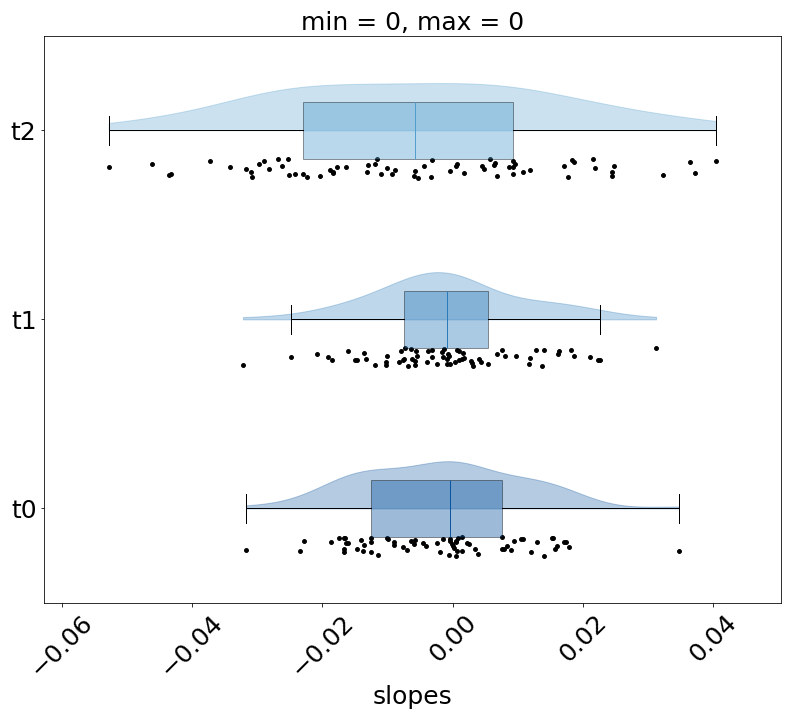 min = 0, max = 0
t2
t1
t0
−0.06
−0.04
−0.02
0.00
0.02
0.04
slopes